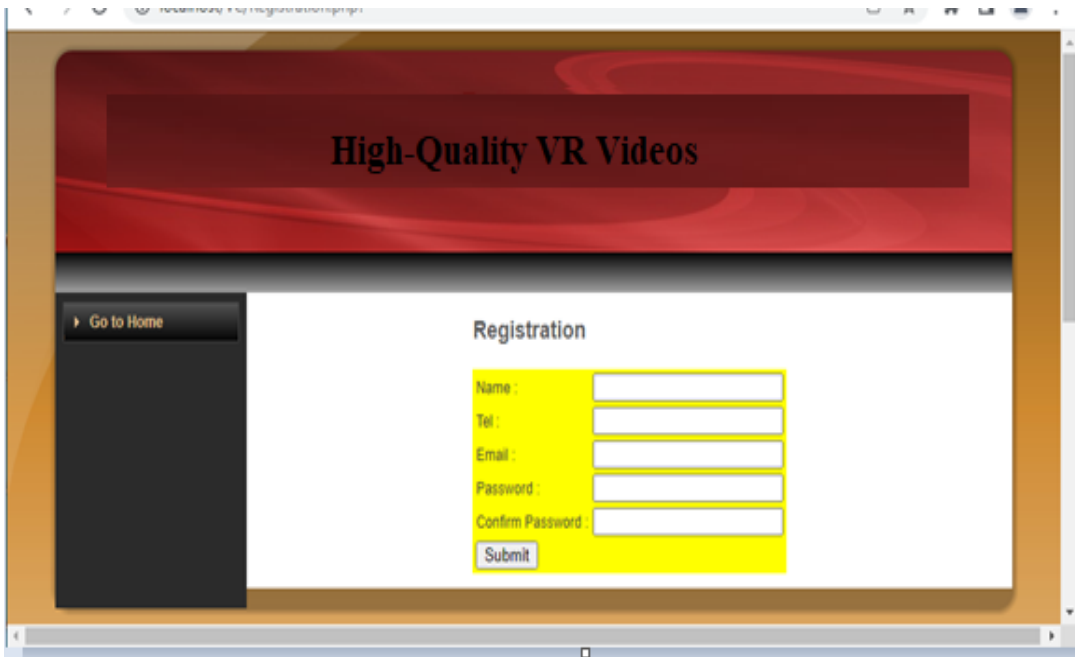 High-Quality VR Videos
Go to Home
Registration
Name :
Tel :
Email :
Password :
Confirm Password :
Submit